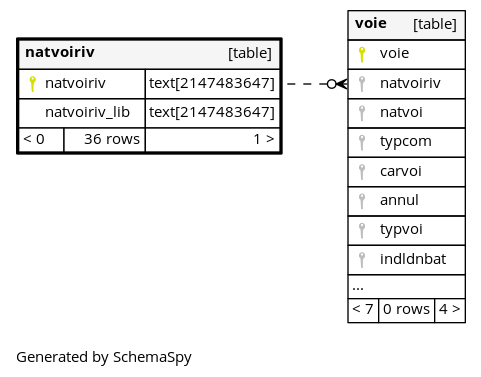 natvoiriv [table]
natvoiriv text[2147483647]
natvoiriv_lib text[2147483647]
< 0 36 rows 1 >
voie [table]
voie
natvoiriv
natvoi
typcom
carvoi
annul
typvoi
indldnbat
...
< 7 0 rows 4 >
Generated by SchemaSpy